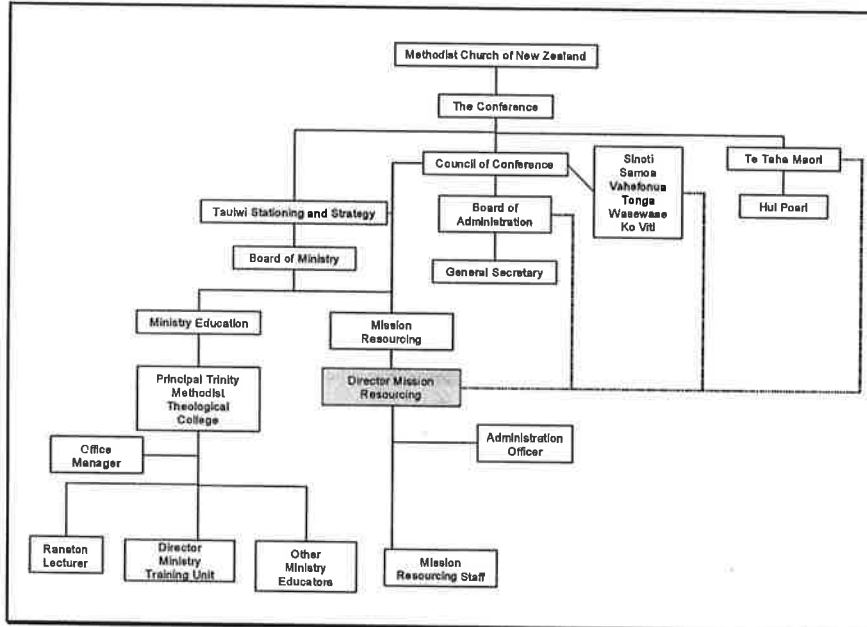 Methodist Church of New Zealand
The Conference
Council of Conference
Sinoti
Samoa
Vahefonua
Tonga
Wasewase
Ko Viti
Te Taha Maori
Tauiwi Stationing and Strategy
Board of
Administration
Hui Poari
Board of Ministry
General Secretary
Ministry Education
Mission
Resourcing
Principal Trinity
Methodist
Theological
College
Director Mission
Resourcing
Office
Manager
Administration
Officer
Ranston
Lecturer
Director
Ministry
Training Unit
Other
Ministry
Educators
Mission
Resourcing Staff